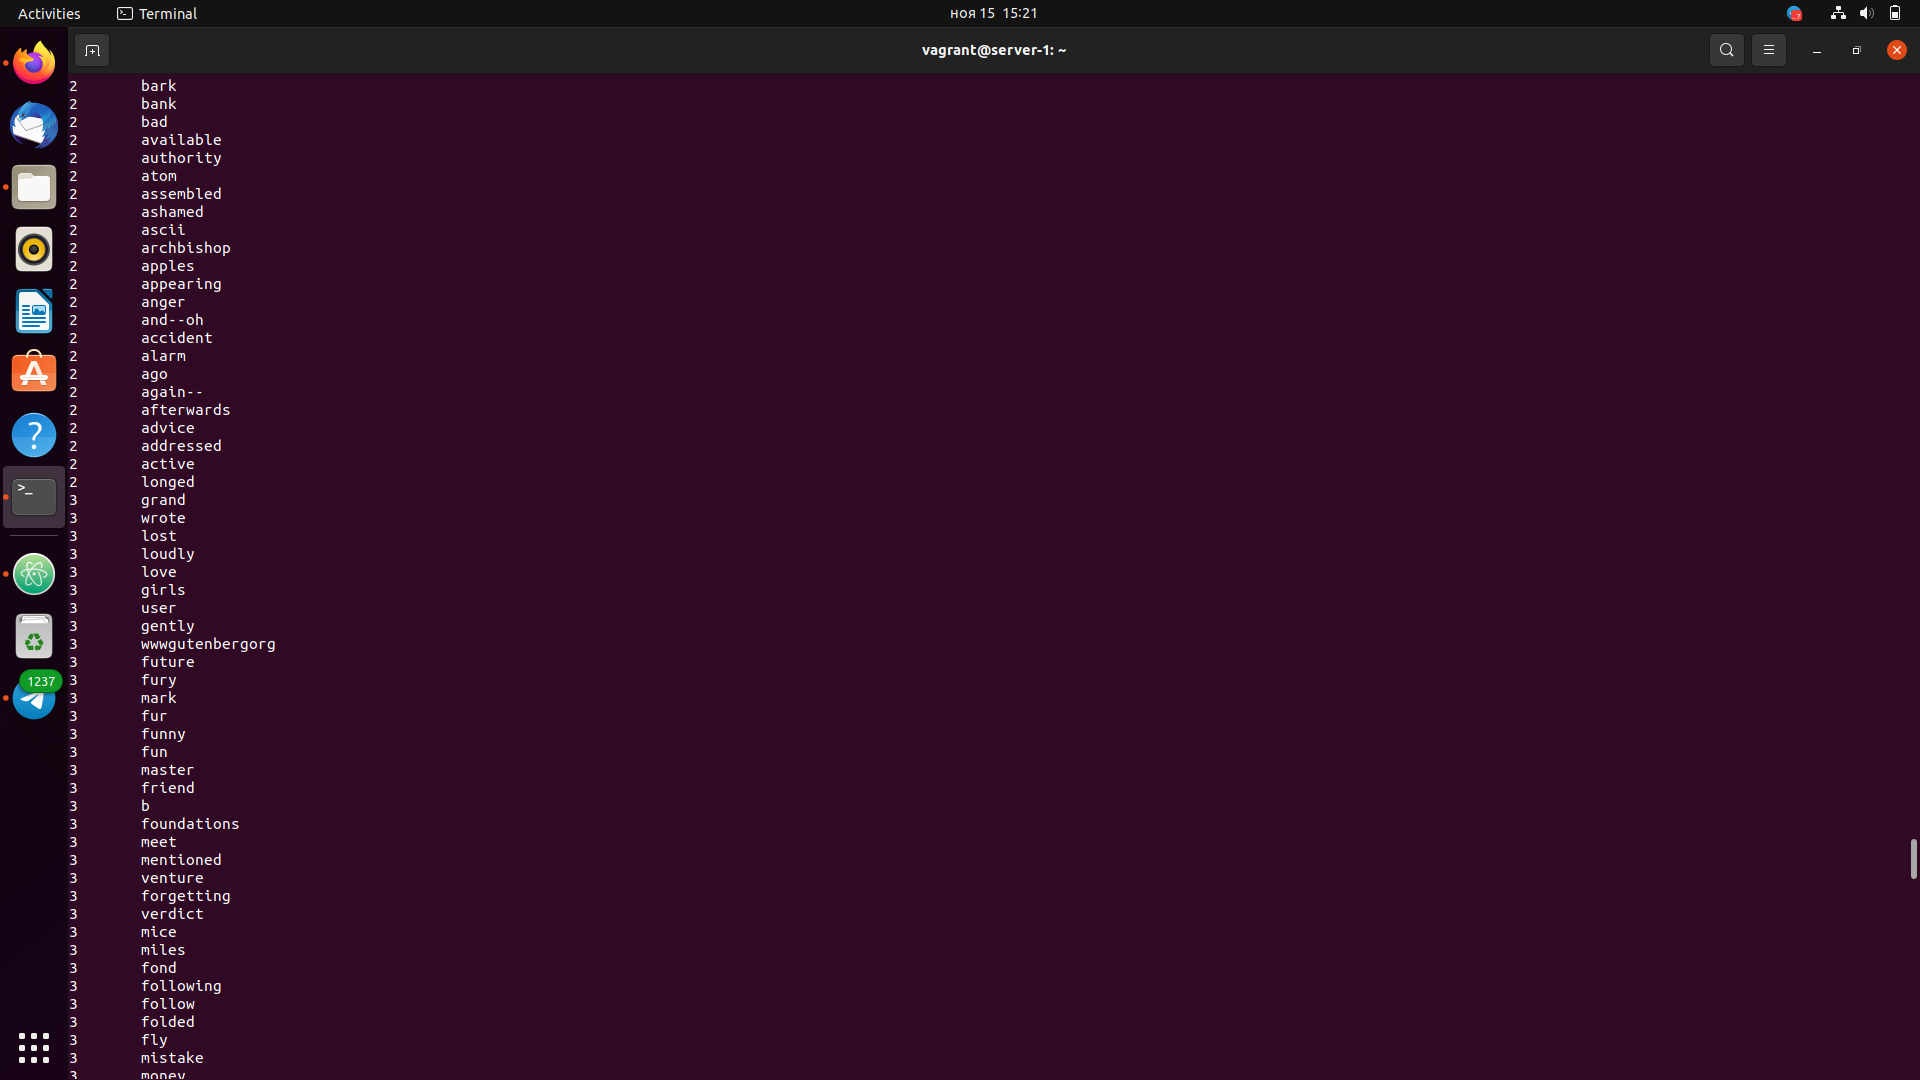 Activities
Terminal
ноя 15 15:21
vagrant@server-1: ~
2 bark
2 bank
2 bad
2 available
2 authority
2 atom
2 assembled
2 ashamed
2 ascii
2 archbishop
2 apples
2 appearing
2 anger
2 and--oh
2 accident
2 alarm
2 ago
2 again--
2 afterwards
2 advice
2 addressed
2 active
2 longed
3 grand
3 wrote
3 lost
3 loudly
3 love
3 girls
3 user
3 gently
3 wwwgutenbergorg
3 future
3 fury
3 mark
3 fur
3 funny
3 fun
3 master
3 friend
3 b
3 foundations
3 meet
3 mentioned
3 venture
3 forgetting
3 verdict
3 mice
3 miles
3 fond
3 following
3 follow
3 folded
3 fly
3 mistake
3 money
1237